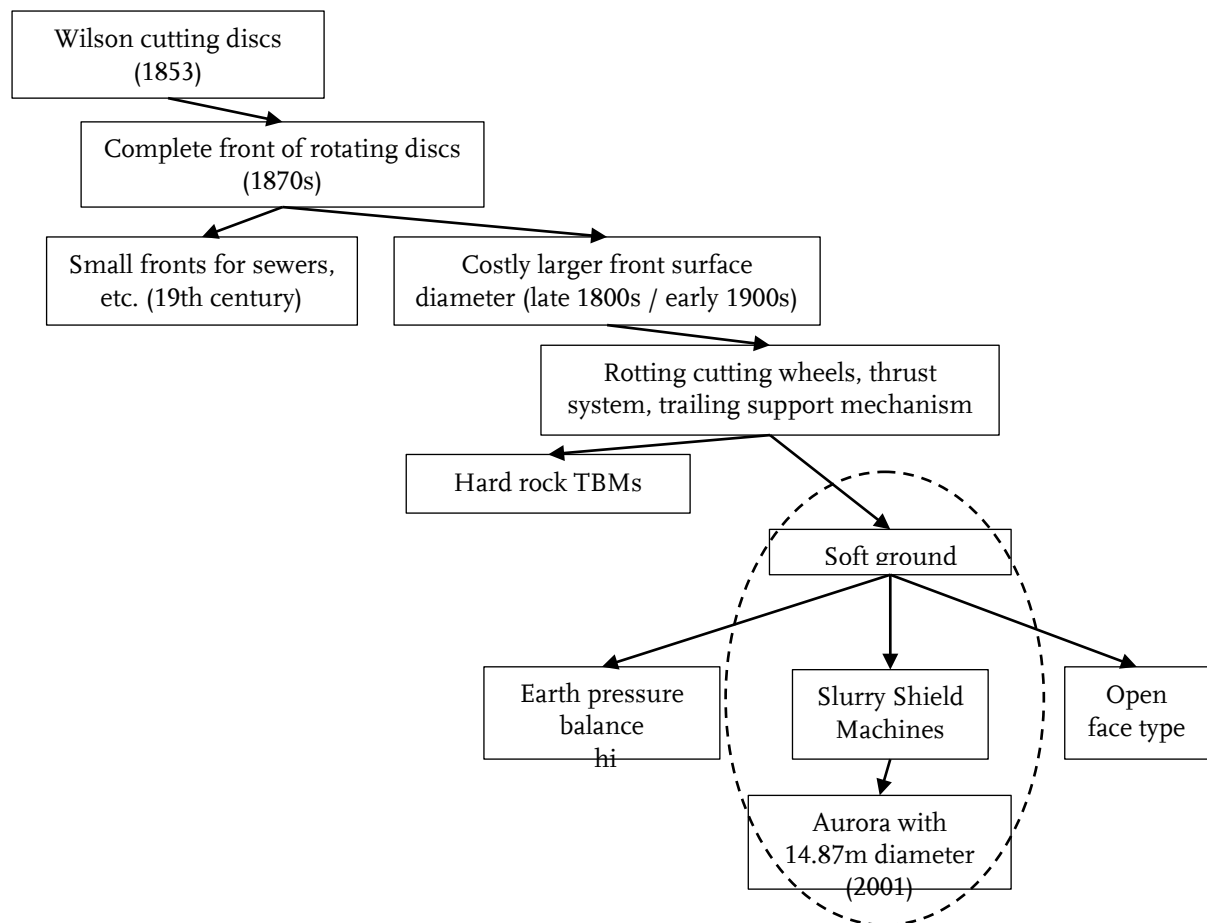 Wilson cutting discs
(1853)
Complete front of rotating discs
(1870s)
Small fronts for sewers,
etc. (19th century)
Costly larger front surface
diameter (late 1800s / early 1900s)
Rotting cutting wheels, thrust
system, trailing support mechanism
Hard rock TBMs
Soft ground
Earth pressure
balance
hi
Slurry Shield
Machines
Open
face type
Aurora with
14.87m diameter
(2001)